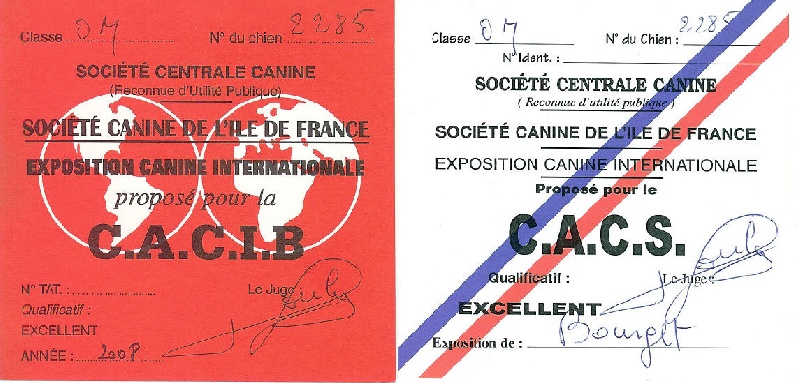 Classe OM N° du chien 2285
SOCIÉTÉ CENTRALE CANINE
(Reconnue d'Utilité Publique)
SOCIÉTÉ CANINE DE L'ILE DE FRANCE
EXPOSITION CANINE INTERNATIONALE
proposé pour la
C.A.C.I.B
N° TAT. :
Le Juge
Qualificatif :
EXCELLENT
ANNÉE : 2008
Classe OM N° du Chien : 2285
N° Ident. :
SOCIÉTÉ CENTRALE CANINE
( Reconnue d'utilité publique )
SOCIÉTÉ CANINE DE L'ILE DE FRANCE
EXPOSITION CANINE INTERNATIONALE
Proposé pour le
C.A.C.S.
Qualificatif : Le Juge
EXCELLENT
Exposition de : Bourget